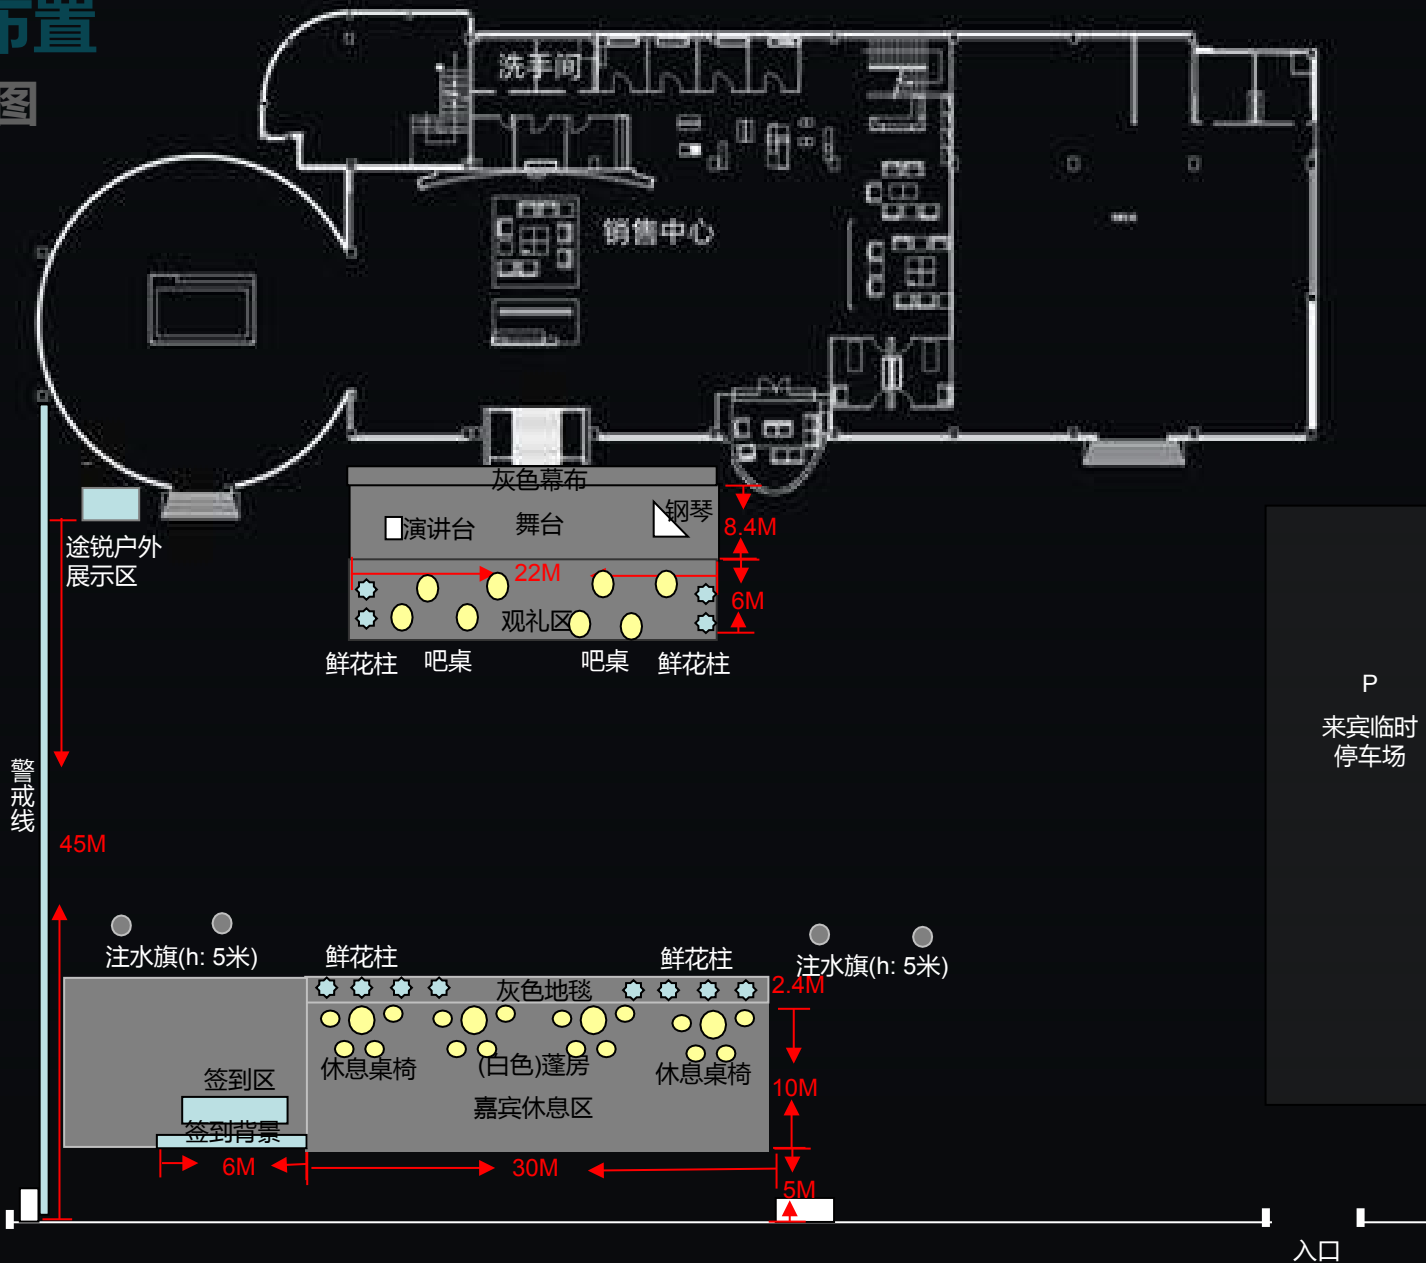 布置
图
洗手间
销售中心
灰色幕布
演讲台
舞台
钢琴
8.4M
途锐户外
展示区
22M
6M
观礼区
鲜花柱
吧桌
吧桌
鲜花柱
P
来宾临时
停车场
警戒线
45M
注水旗(h: 5米)
鲜花柱
鲜花柱
注水旗(h: 5米)
灰色地毯
2.4M
休息桌椅
(白色)蓬房
休息桌椅
签到区
10M
嘉宾休息区
签到背景
6M
30M
5M
入口